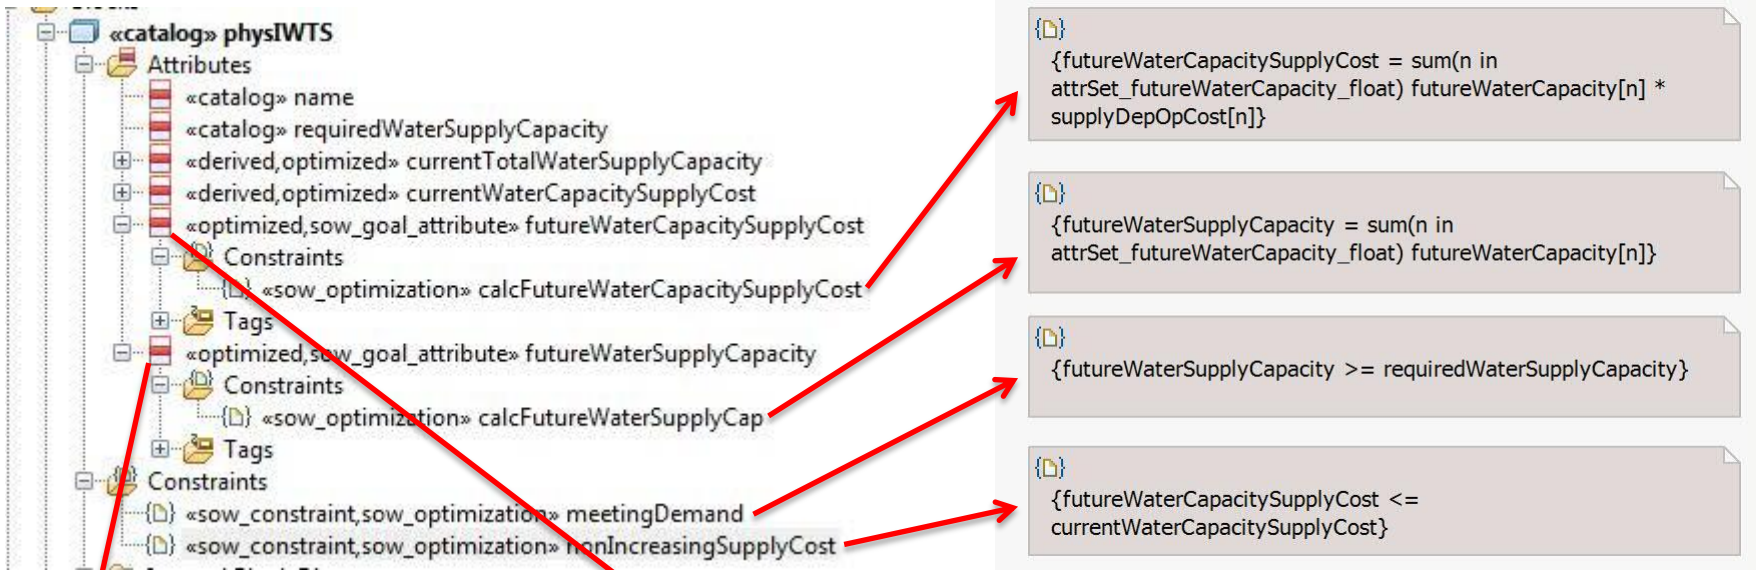 «catalog» physIWTS
Attributes
«catalog» name
«catalog» requiredWaterSupplyCapacity
«derived,optimized» currentTotalWaterSupplyCapacity
«derived,optimized» currentWaterCapacitySupplyCost
«optimized,sow_goal_attribute» futureWaterCapacitySupplyCost
Constraints
«sow_optimization» calcFutureWaterCapacitySupplyCost
Tags
«optimized,sow_goal_attribute» futureWaterSupplyCapacity
Constraints
«sow_optimization» calcFutureWaterSupplyCap
Tags
Constraints
«sow_constraint,sow_optimization» meetingDemand
«sow_constraint,sow_optimization» nonIncreasingSupplyCost
{futureWaterCapacitySupplyCost = sum(n in
attrSet_futureWaterCapacity_float) futureWaterCapacity[n] *
supplyDepOpCost[n]}
{futureWaterSupplyCapacity = sum(n in
attrSet_futureWaterCapacity_float) futureWaterCapacity[n]}
{futureWaterSupplyCapacity >= requiredWaterSupplyCapacity}
{futureWaterCapacitySupplyCost <=
currentWaterCapacitySupplyCost}